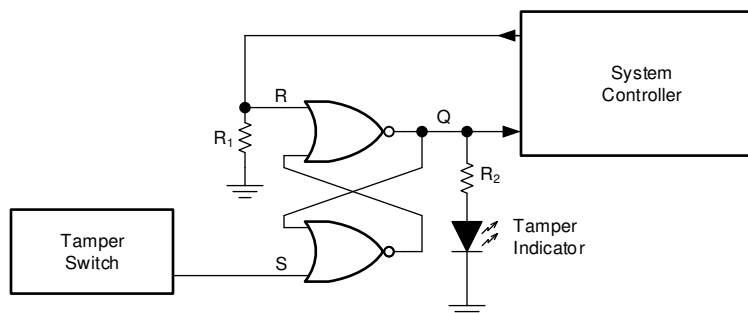 System
Controller
R
Q
R1
R2
Tamper
Switch
Tamper
Indicator
S